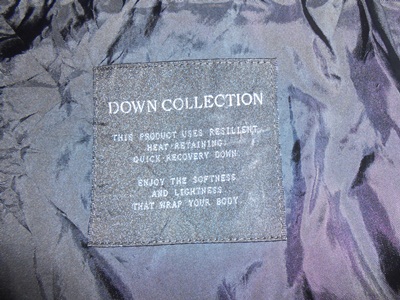 DOWN COLLECTION
THIS PRODUCT USES RESILIENT,
HEAT-RETAINING,
QUICK-RECOVERY DOWN.
ENJOY THE SOFTNESS
AND LIGHTNESS
THAT WRAP YOUR BODY.